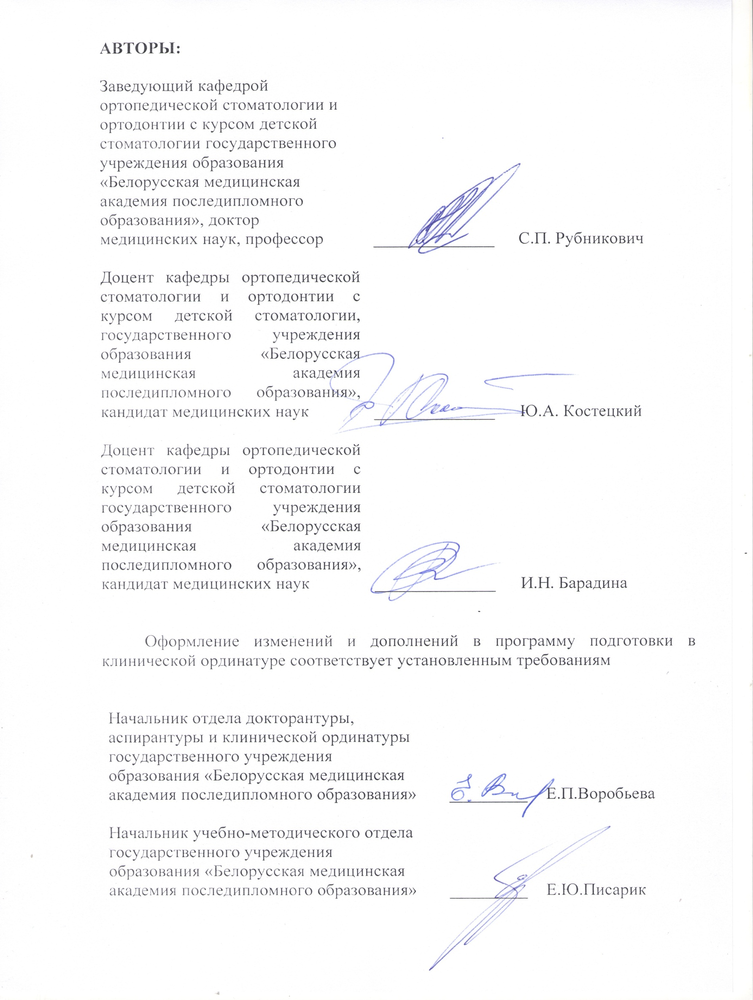 АВТОРЫ:
Заведующий кафедрой
ортопедической стоматологии и
ортодонтии с курсом детской
стоматологии государственного
учреждения образования
«Белорусская медицинская
академия последипломного
образования», доктор
медицинских наук, профессор С.П. Рубникович
Доцент кафедры ортопедической
стоматологии и ортодонтии с
курсом детской стоматологии,
государственного учреждения
образования «Белорусская
медицинская академия
последипломного образования»,
кандидат медицинских наук Ю.А. Костецкий
Доцент кафедры ортопедической
стоматологии и ортодонтии с
курсом детской стоматологии
государственного учреждения
образования «Белорусская
медицинская академия
последипломного образования»,
кандидат медицинских наук И.Н. Барадина
Оформление изменений и дополнений в программу подготовки в
клинической ординатуре соответствует установленным требованиям
Начальник отдела докторантуры,
аспирантуры и клинической ординатуры
государственного учреждения
образования «Белорусская медицинская
академия последипломного образования» Е.П.Воробьева
Начальник учебно-методического отдела
государственного учреждения
образования «Белорусская медицинская
академия последипломного образования» Е.Ю.Писарик